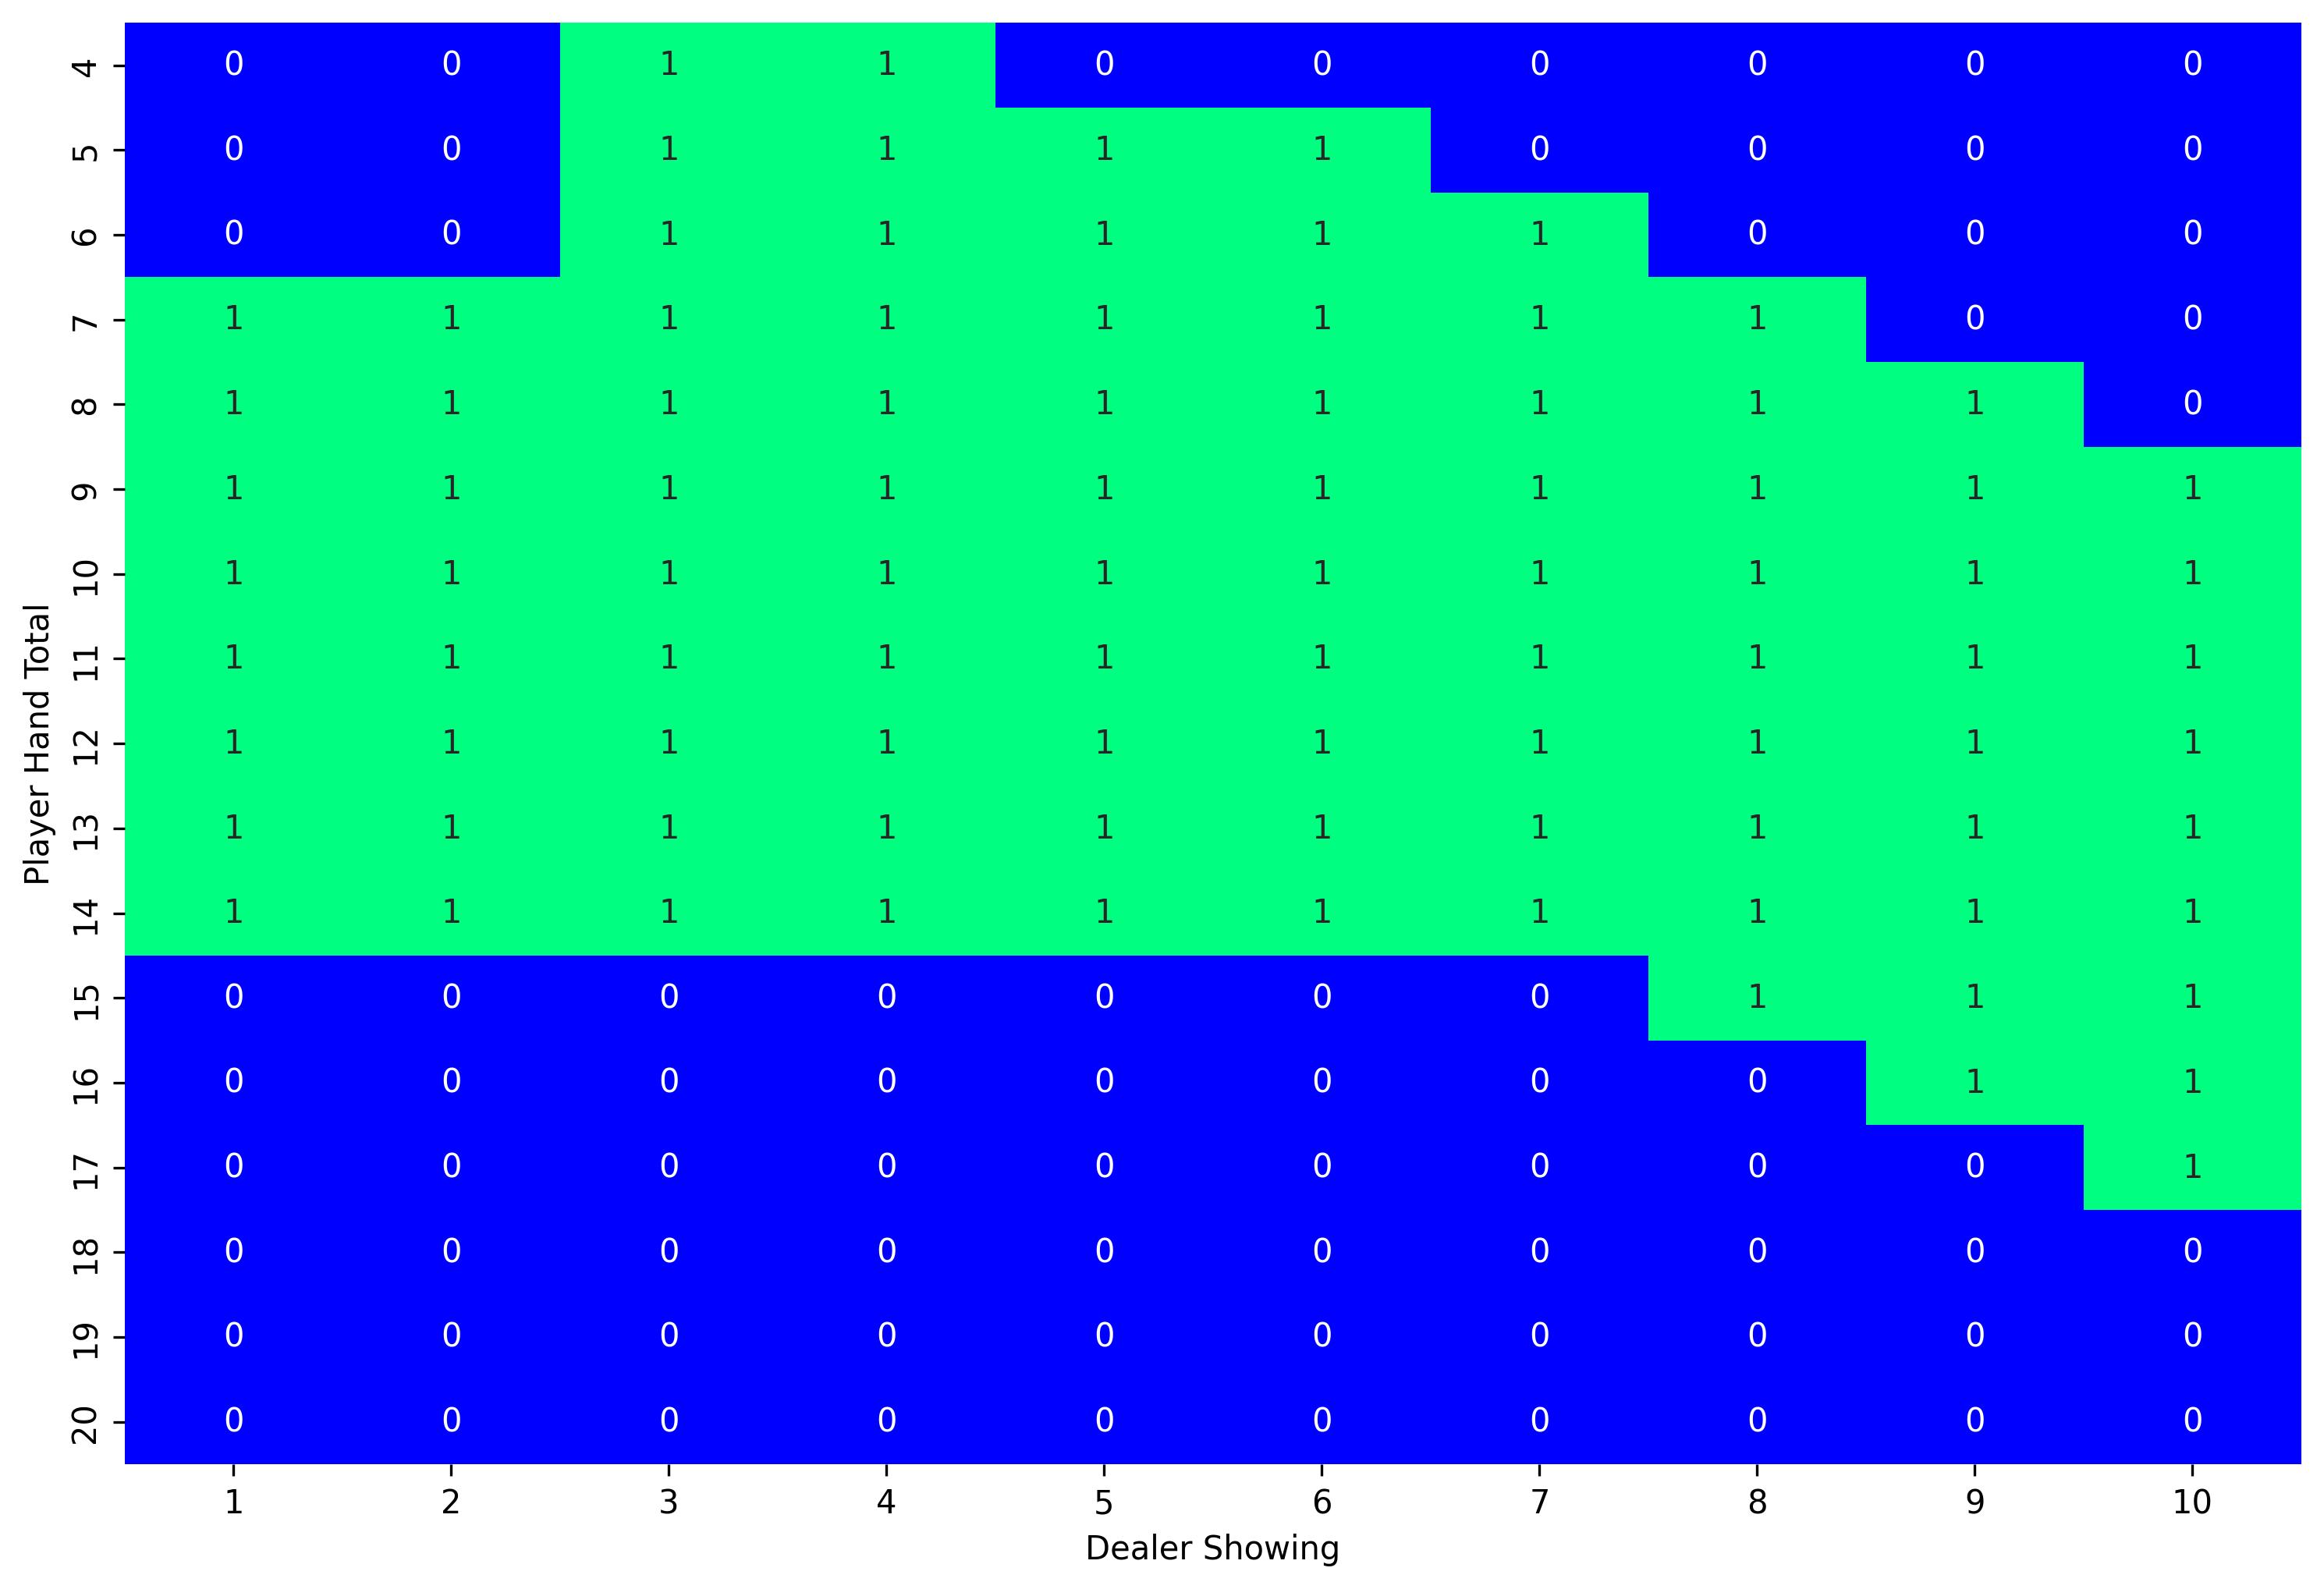 Player Hand Total
4 0 0 1 1 0 0 0 0 0 0
5 0 0 1 1 1 1 0 0 0 0
6 0 0 1 1 1 1 1 0 0 0
7 1 1 1 1 1 1 1 1 0 0
8 1 1 1 1 1 1 1 1 1 0
9 1 1 1 1 1 1 1 1 1 1
10 1 1 1 1 1 1 1 1 1 1
11 1 1 1 1 1 1 1 1 1 1
12 1 1 1 1 1 1 1 1 1 1
13 1 1 1 1 1 1 1 1 1 1
14 1 1 1 1 1 1 1 1 1 1
15 0 0 0 0 0 0 0 1 1 1
16 0 0 0 0 0 0 0 0 1 1
17 0 0 0 0 0 0 0 0 0 1
18 0 0 0 0 0 0 0 0 0 0
19 0 0 0 0 0 0 0 0 0 0
20 0 0 0 0 0 0 0 0 0 0
1 2 3 4 5 6 7 8 9 10
Dealer Showing